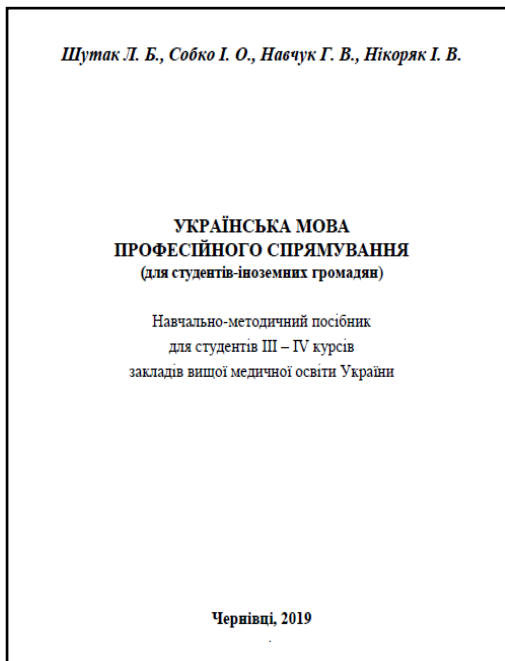 Шутак Л. Б., Собко І. О., Навчук Г. В., Нікоряк І. В.
УКРАЇНСЬКА МОВА
ПРОФЕСІЙНОГО СПРЯМУВАННЯ
(для студентів-іноземних громадян)
Навчально-методичний посібник
для студентів ІІІ – ІV курсів
закладів вищої медичної освіти України
Чернівці, 2019